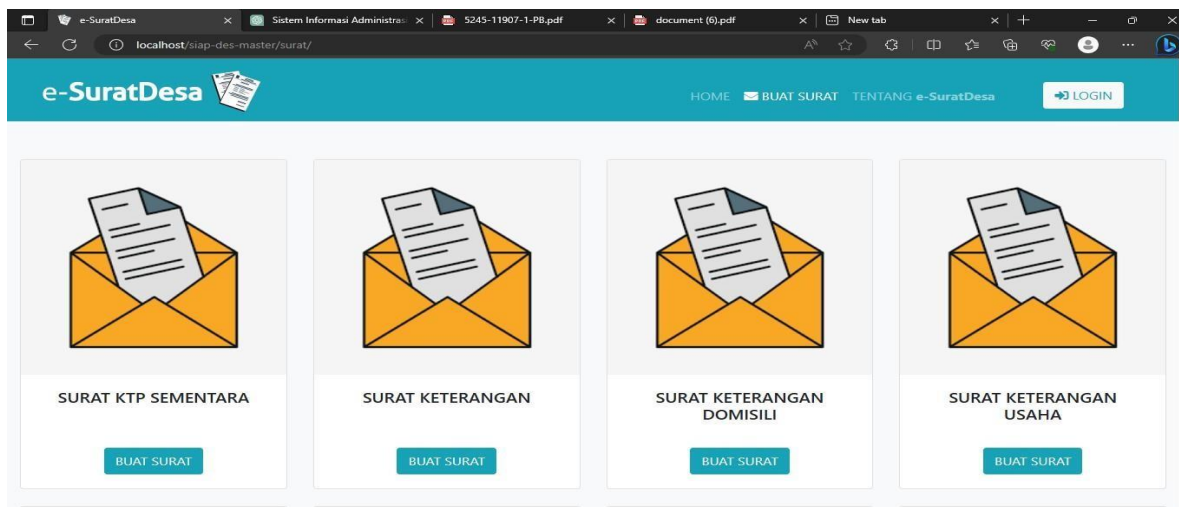 e-SuratDesa
Sistem Informasi Administras
5245-11907-1-PB.pdf
document (6).pdf
New tab
localhost/siap-des-master/surat/
e-SuratDesa
HOME
BUAT SURAT
TENTANG e-SuratDesa
LOGIN
SURAT KTP SEMENTARA
BUAT SURAT
SURAT KETERANGAN
BUAT SURAT
SURAT KETERANGAN
DOMISILI
BUAT SURAT
SURAT KETERANGAN
USAHA
BUAT SURAT